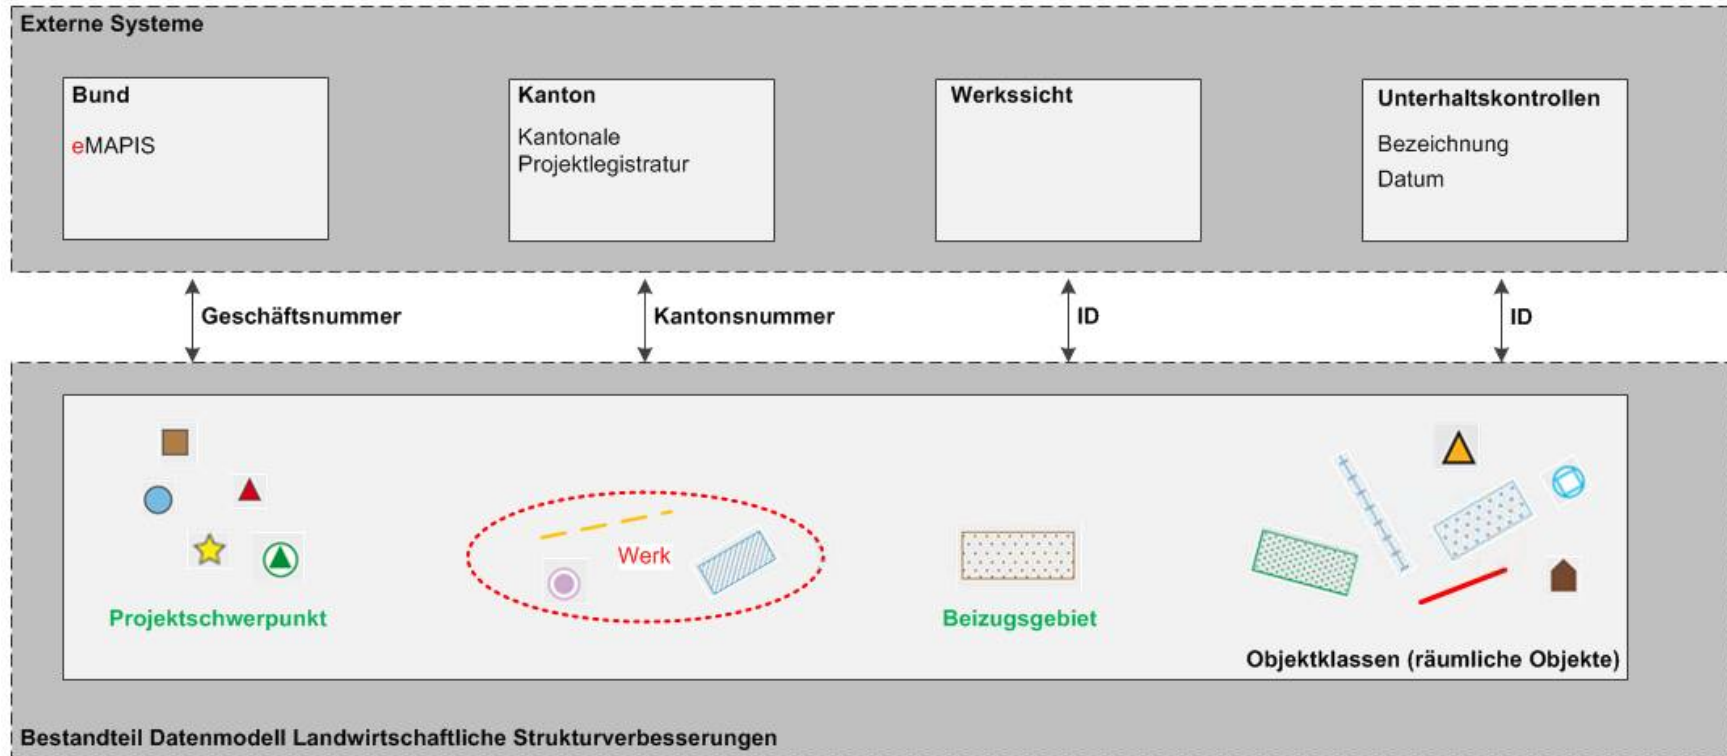 Externe Systeme
Bund
eMAPIS
Kanton
Kantonale
Projektlegistratur
Werkssicht
Unterhaltskontrollen
Bezeichnung
Datum
Geschäftsnummer
Kantonsnummer
ID
ID
Werk
Projektschwerpunkt
Beizugsgebiet
Objektklassen (räumliche Objekte)
Bestandteil Datenmodell Landwirtschaftliche Strukturverbesserungen